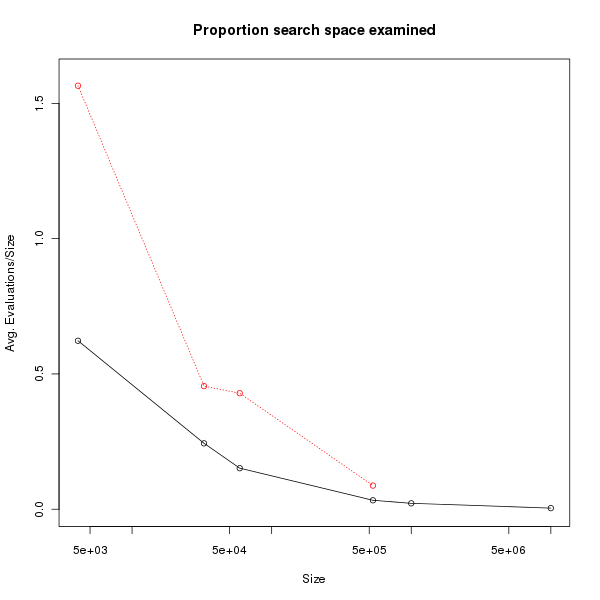 Proportion search space examined
Avg. Evaluations/Size
1.5
1.0
0.5
0.0
5e+03 5e+04 5e+05 5e+06
Size